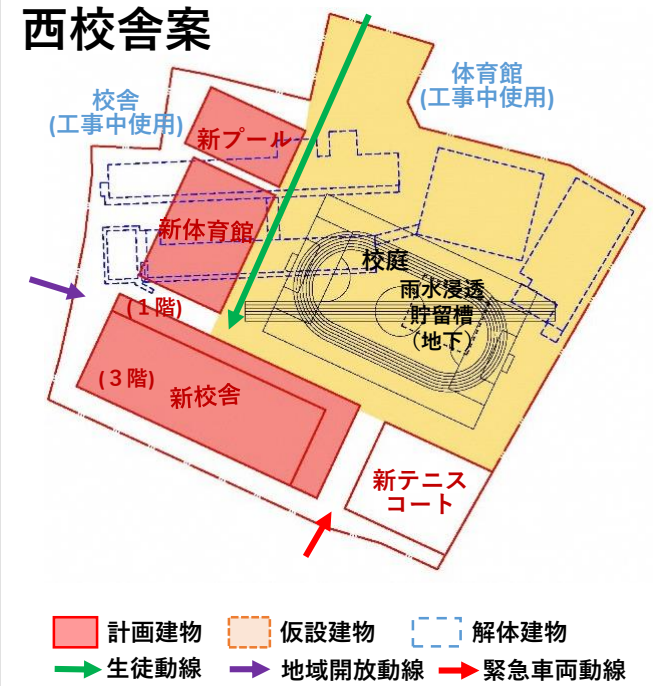 西校舎案
校舎
(工事中使用)
体育館
(工事中使用)
新プール
新体育館
校庭
雨水浸透
貯留槽
(地下)
(1階)
(3階)
新校舎
新テニス
コート
計画建物
仮設建物
解体建物
生徒動線
地域開放動線
緊急車両動線